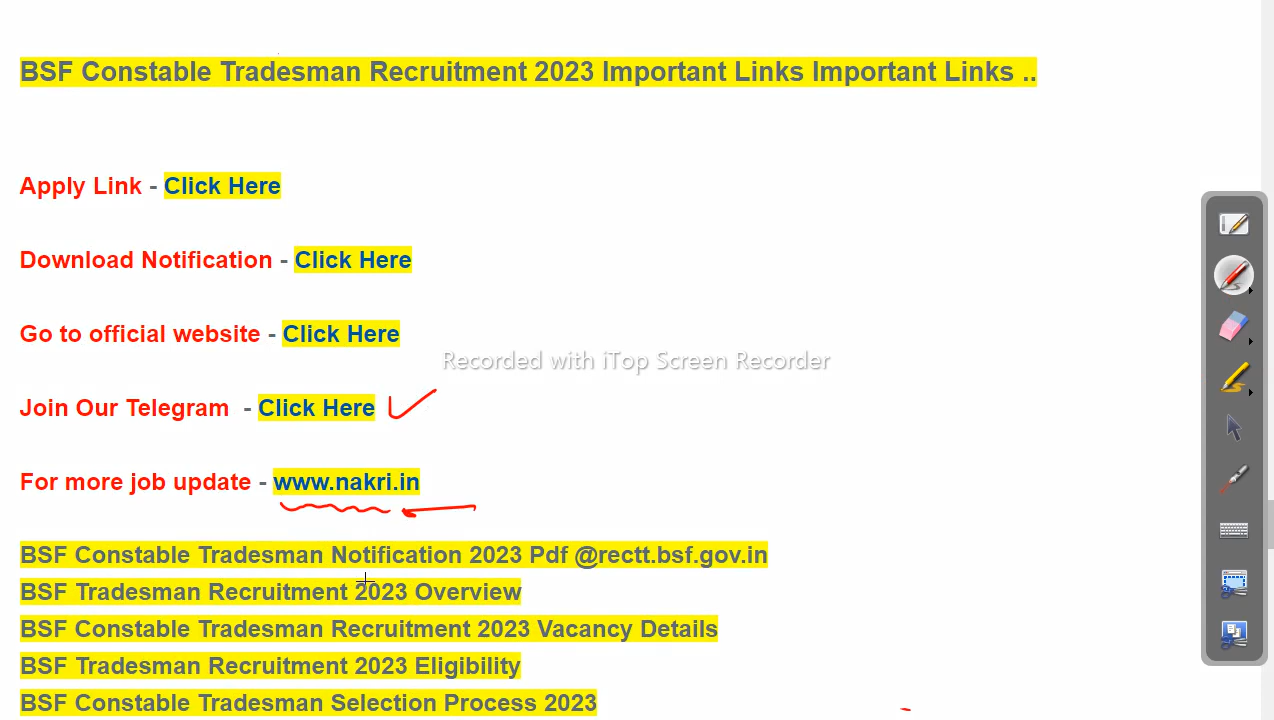 BSF Constable Tradesman Recruitment 2023 Important Links Important Links ..
Apply Link - Click Here
Download Notification - Click Here
Go to official website - Click Here
Recorded with iTop Screen Recorder
Join Our Telegram - Click Here
For more job update - www.nakri.in
BSF Constable Tradesman Notification 2023 Pdf @rectt.bsf.gov.in
BSF Tradesman Recruitment 2023 Overview
BSF Constable Tradesman Recruitment 2023 Vacancy Details
BSF Tradesman Recruitment 2023 Eligibility
BSF Constable Tradesman Selection Process 2023